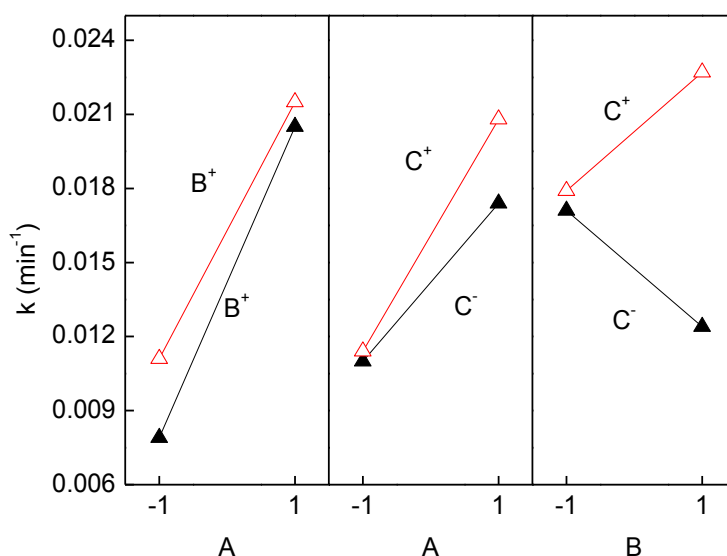 k (min⁻¹)
0.024
0.021
0.018
0.015
0.012
0.009
0.006
B⁺
B⁺
C⁺
C⁻
C⁺
C⁻
-1 1 -1 1 -1 1
A A B